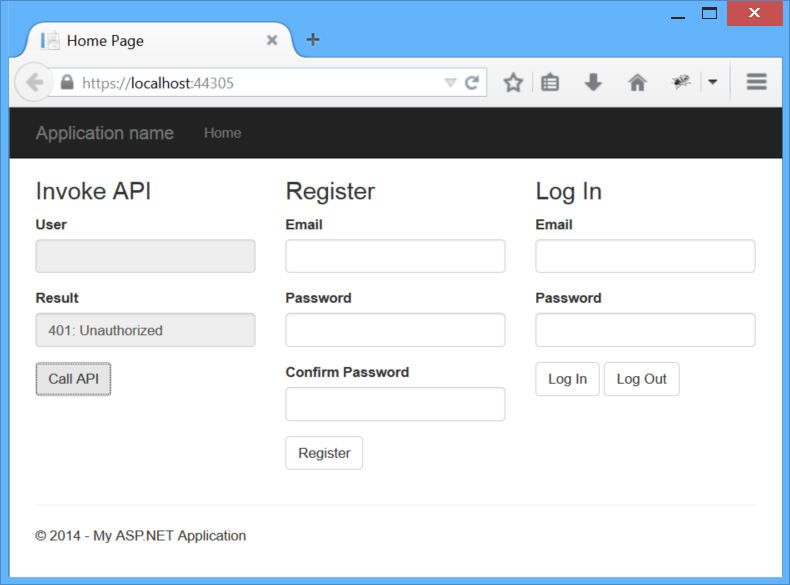 Home Page
https://localhost:44305
Application name Home
Invoke API
User
Result
401: Unauthorized
Call API
Register
Email
Password
Confirm Password
Register
Log In
Email
Password
Log In Log Out
© 2014 - My ASP.NET Application